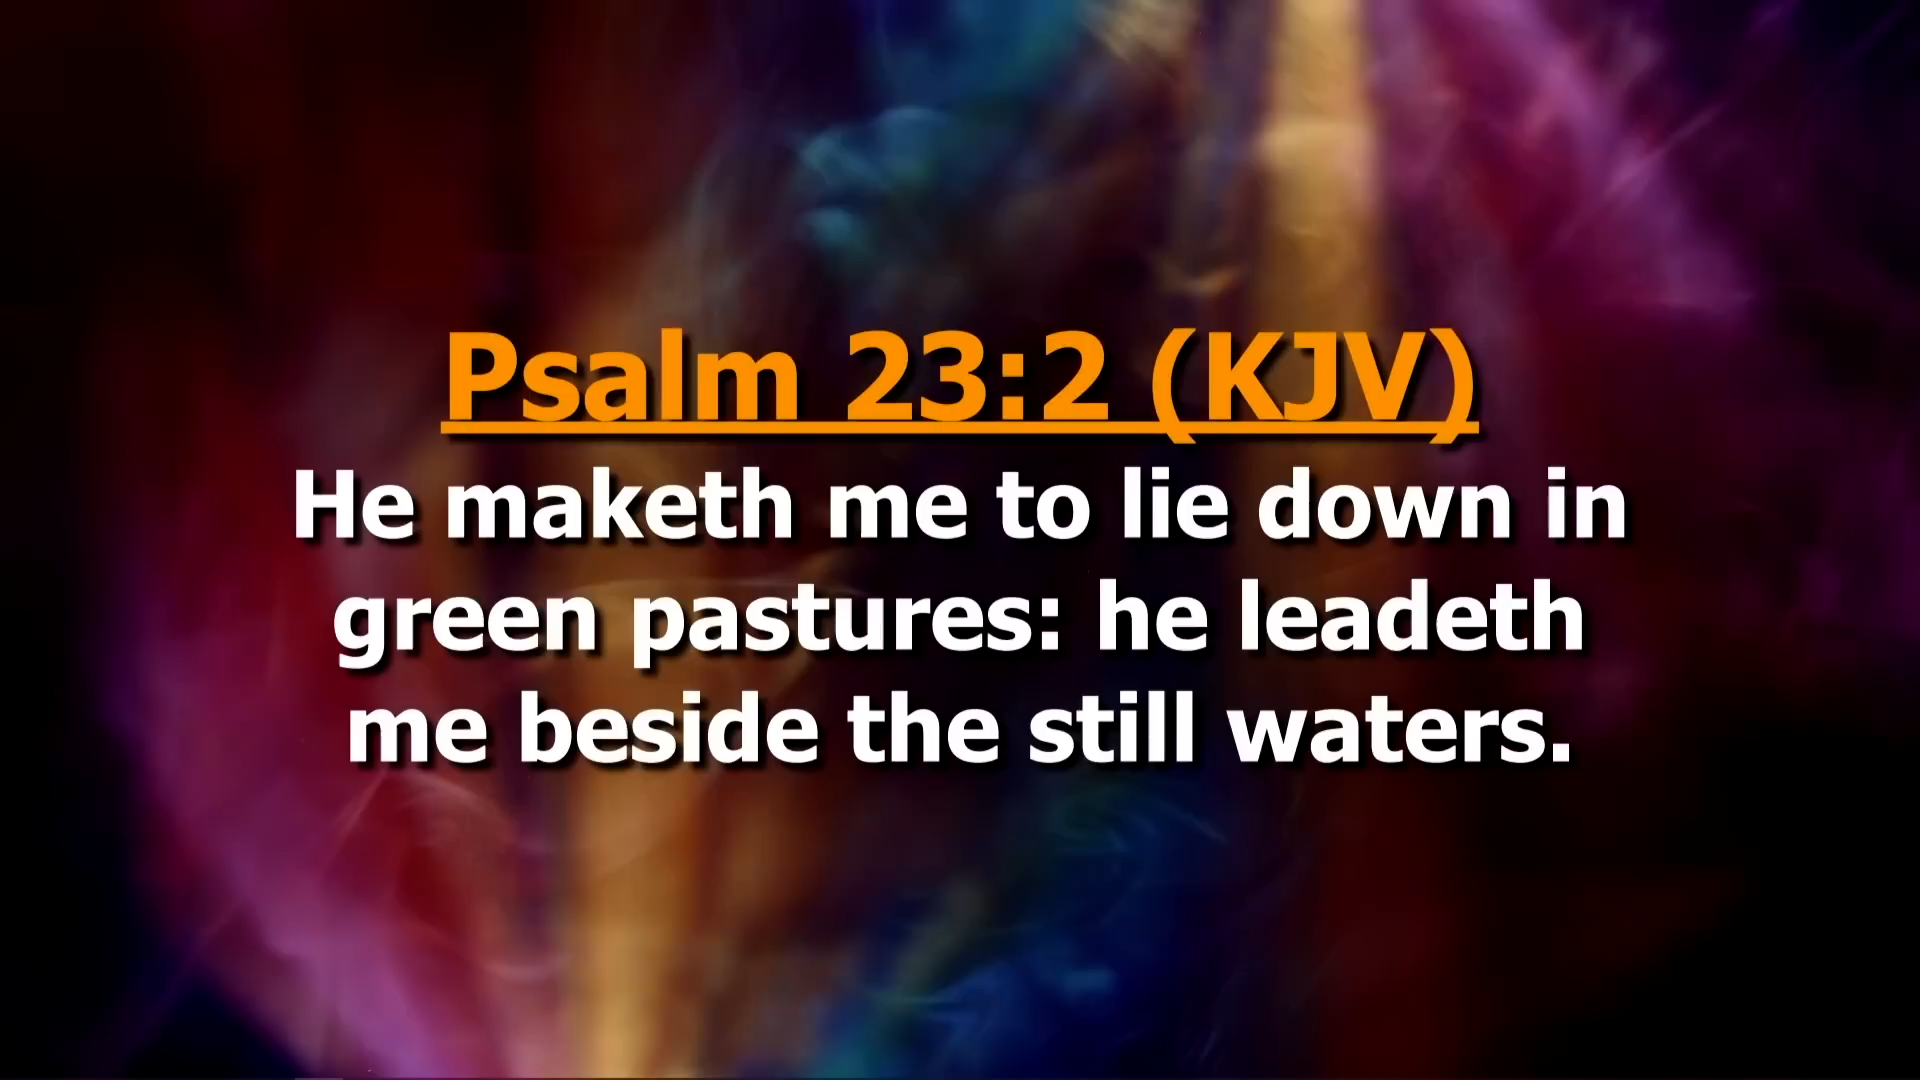 Psalm 23:2 (KJV)
He maketh me to lie down in
green pastures: he leadeth
me beside the still waters.